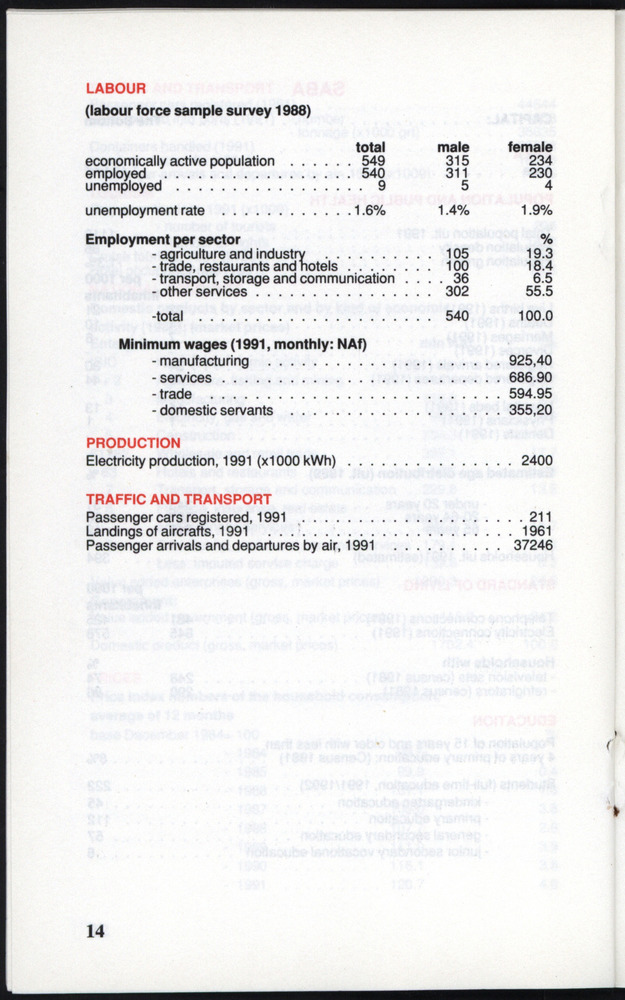 LABOUR
(labour force sample survey 1988)
total male female
economically active population . . . . . . 549 315 234
employed . . . . . . . . . . . . . . . . . . 540 311 230
unemployed . . . . . . . . . . . . . . . . 9 5 4
unemployment rate . . . . . . . . . . . . 1.6% 1.4% 1.9%
Employment per sector %
- agriculture and industry . . . . . . . . . . . 105 19.3
- trade, restaurants and hotels . . . . . . . . 100 18.4
- transport, storage and communication . . . . 36 6.5
- other services . . . . . . . . . . . . . . . . 302 55.5
-total . . . . . . . . . . . . . . . . . . . . . 540 100.0
Minimum wages (1991, monthly: NAf)
- manufacturing . . . . . . . . . . . . . . . . . . . . . 925,40
- services . . . . . . . . . . . . . . . . . . . . . . . . 686.90
- trade . . . . . . . . . . . . . . . . . . . . . . . . . 594.95
- domestic servants . . . . . . . . . . . . . . . . . . 355,20
PRODUCTION
Electricity production, 1991 (x1000 kWh) . . . . . . . . . . . . . . . 2400
TRAFFIC AND TRANSPORT
Passenger cars registered, 1991 . . . . . . . . . . . . . . . . . . . 211
Landings of aircrafts, 1991 . . . . . . . . . . . . . . . . . . . . . . 1961
Passenger arrivals and departures by air, 1991 . . . . . . . . . . 37246
14